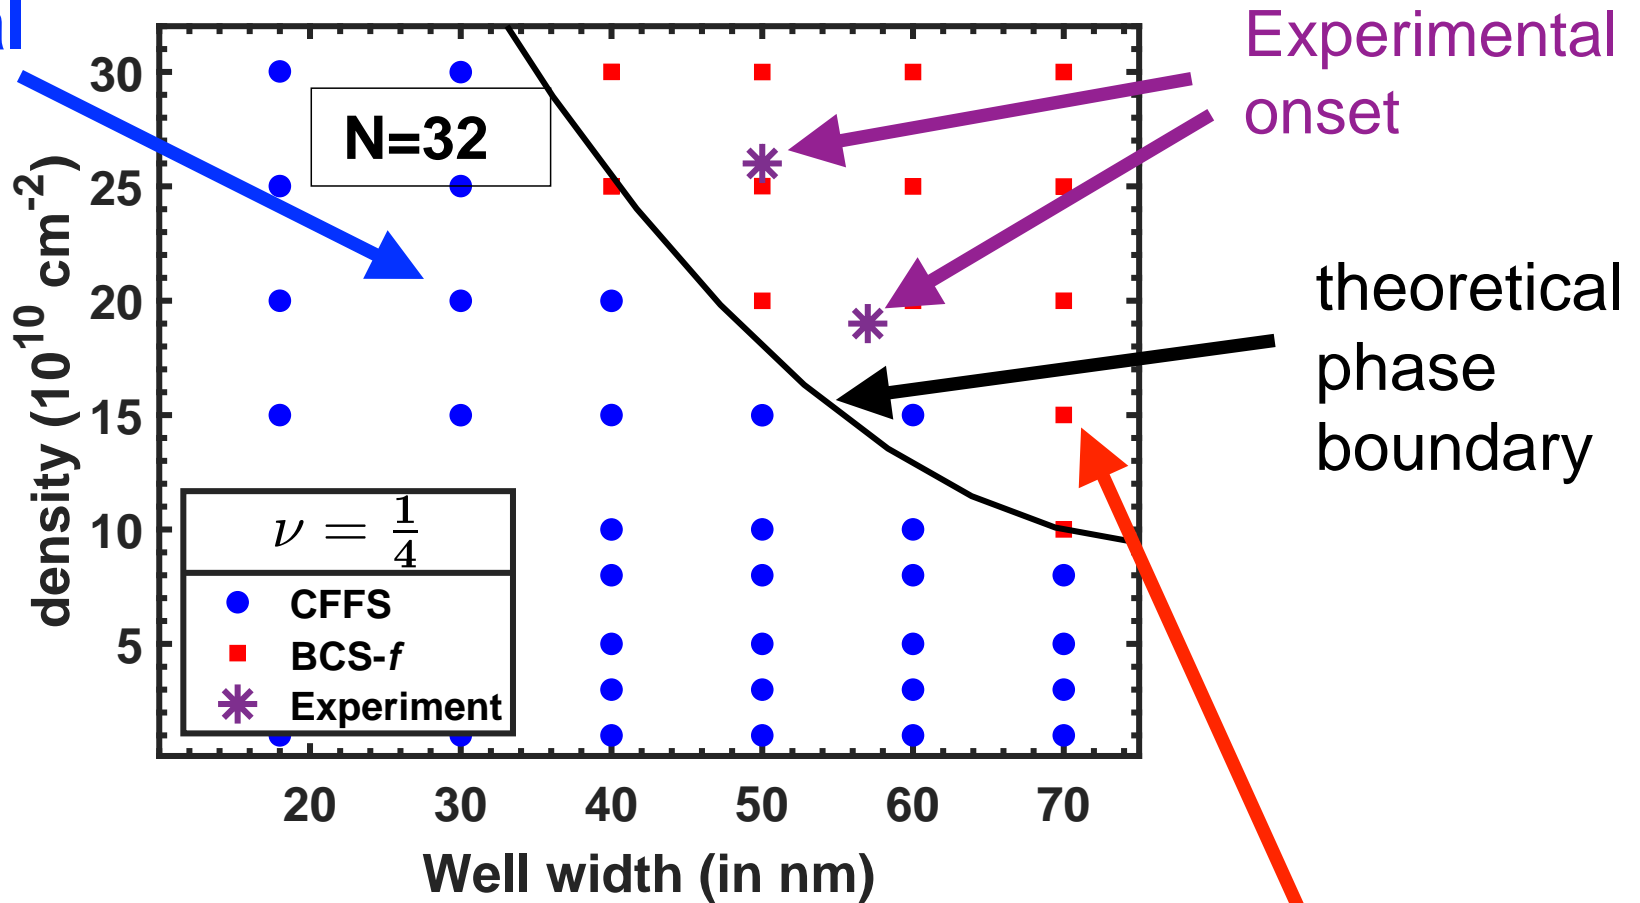 al
Experimental
onset
N=32
theoretical
phase
boundary
density (10^10 cm^-2)
30
25
20
15
10
5
ν = 1/4
CFFS
BCS-f
Experiment
20 30 40 50 60 70
Well width (in nm)